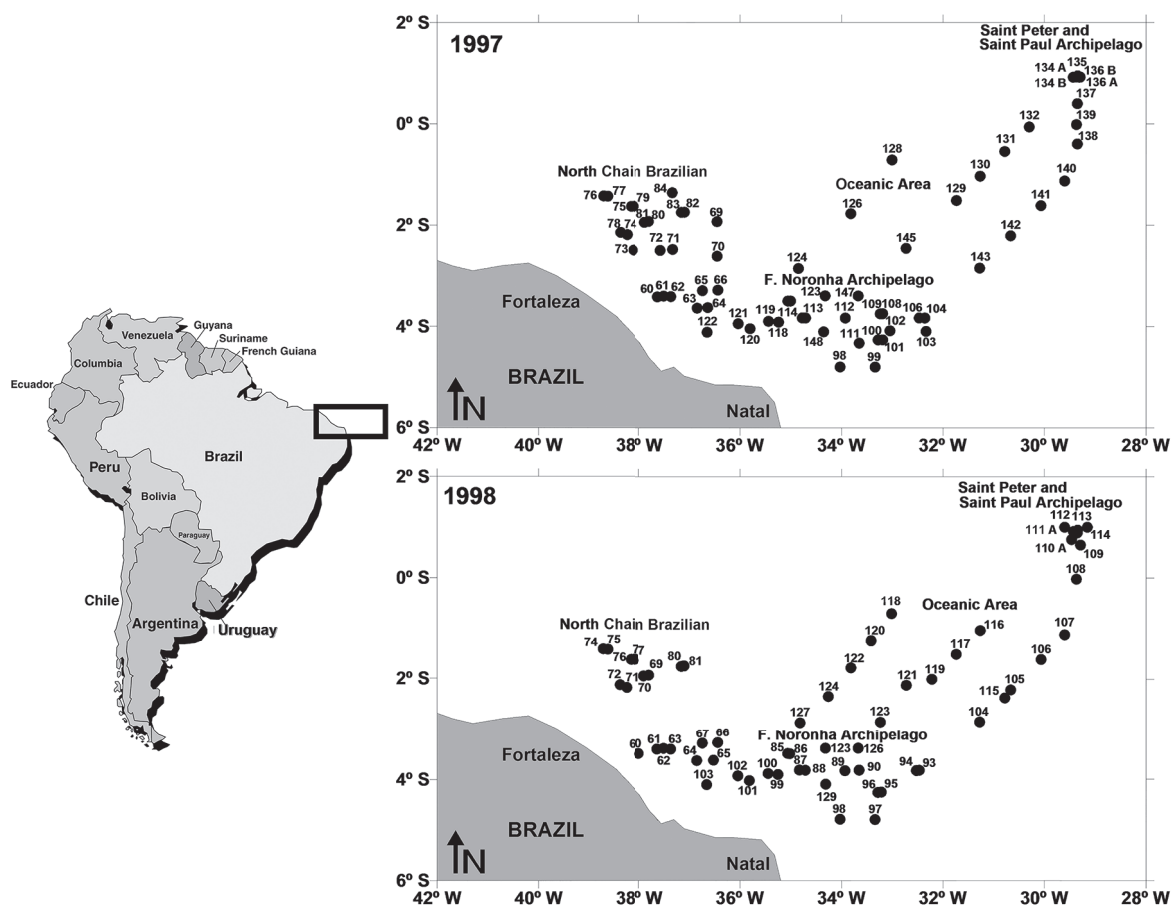 Guyana
Suriname
French Guiana
Venezuela
Columbia
Ecuador
Brazil
Peru
Bolivia
Paraguay
Chile
Argentina
Uruguay
2º S
1997
Saint Peter and
Saint Paul Archipelago
134 A
135
136 B
134 B
136 A
137
0º S
132
139
131
138
128
North Chain Brazilian
130
140
76
77
84
Oceanic Area
75
79
83
82
129
141
81
80
69
126
2º S
78
74
142
73
72
71
70
145
143
124
F. Noronha Archipelago
60
61
62
65
66
123
147
Fortaleza
63
64
109
108
106
104
121
119
114
113
112
102
4º S
122
120
118
148
111
100
101
103
98
99
BRAZIL
N
Natal
6º S
42º W
40º W
38º W
36º W
34º W
32º W
30º W
28º W
2º S
1998
Saint Peter and
Saint Paul Archipelago
112
113
111 A
114
110 A
109
0º S
108
118
Oceanic Area
North Chain Brazilian
120
116
107
74
75
76
77
80
81
122
117
106
72
71
69
70
121
119
105
2º S
124
115
127
123
104
F. Noronha Archipelago
60
61
63
67
66
85
86
123
126
Fortaleza
62
64
65
87
88
89
90
94
93
103
102
100
4º S
101
99
129
96
95
98
97
BRAZIL
N
Natal
6º S
42º W
40º W
38º W
36º W
34º W
32º W
30º W
28º W